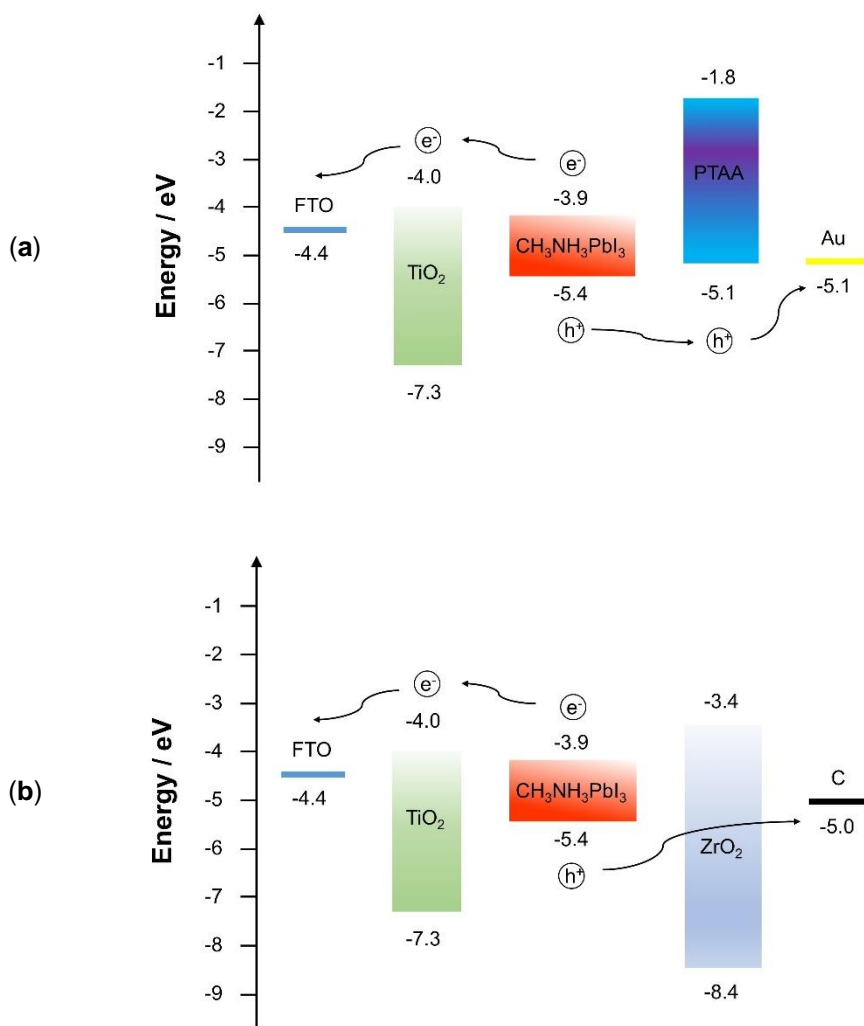 (a)
Energy / eV
-1
-2
-3
-4
-5
-6
-7
-8
-9
FTO
-4.4
e⁻
-4.0
TiO₂
-7.3
e⁻
-3.9
CH₃NH₃PbI₃
-5.4
h⁺
-1.8
PTAA
-5.1
h⁺
Au
-5.1
(b)
Energy / eV
-1
-2
-3
-4
-5
-6
-7
-8
-9
FTO
-4.4
e⁻
-4.0
TiO₂
-7.3
e⁻
-3.9
CH₃NH₃PbI₃
-5.4
h⁺
-3.4
ZrO₂
-8.4
C
-5.0